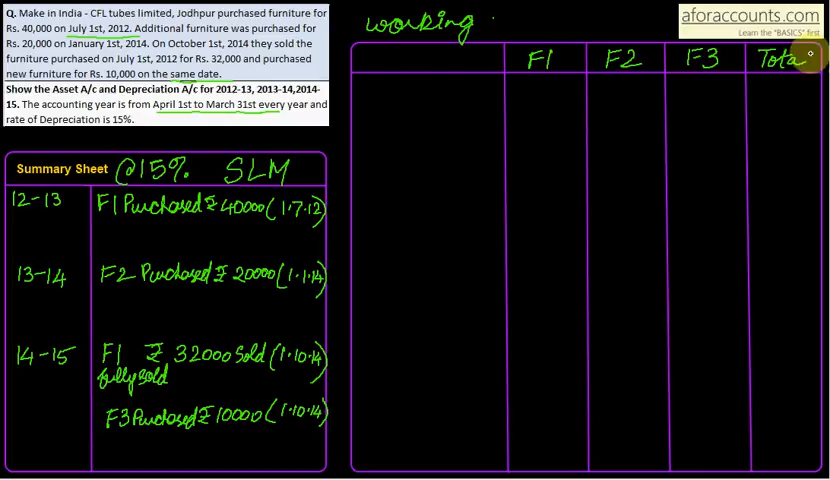 Q. Make in India - CFL tubes limited, Jodhpur purchased furniture for
Rs. 40,000 on July 1st, 2012. Additional furniture was purchased for
Rs. 20,000 on January 1st, 2014. On October 1st, 2014 they sold the
furniture purchased on July 1st, 2012 for Rs. 32,000 and purchased
new furniture for Rs. 10,000 on the same date.
Show the Asset A/c and Depreciation A/c for 2012-13, 2013-14,2014-
15. The accounting year is from April 1st to March 31st every year and
rate of Depreciation is 15%.
working
aforaccounts.com
Learn the "BASICS" first
F1 F2 F3 Total
Summary Sheet @15% SLM
12-13 F1 Purchased ₹ 40000 (1.7.12)
13-14 F2 Purchased ₹ 20000 (1.1.14)
14-15 F1 ₹ 32000 Sold (1.10.14)
fully sold
F3 Purchased ₹ 10000 (1.10.14)